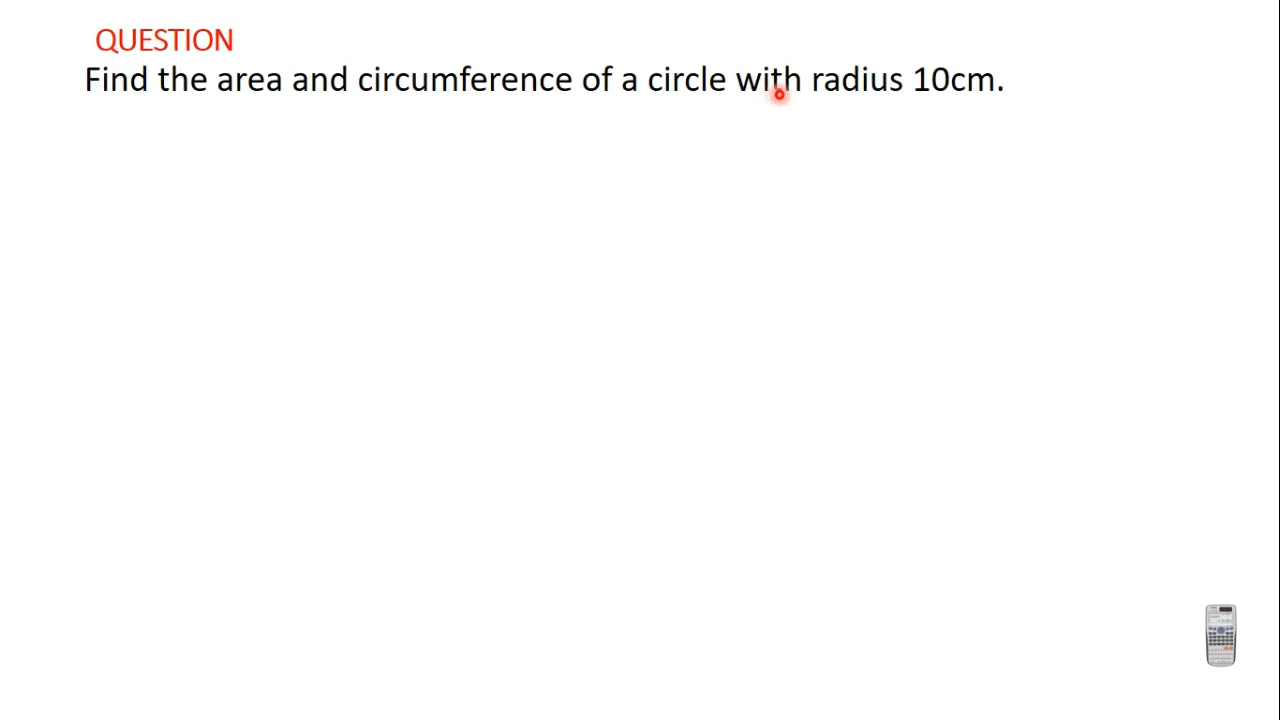 QUESTION
Find the area and circumference of a circle with radius 10cm.